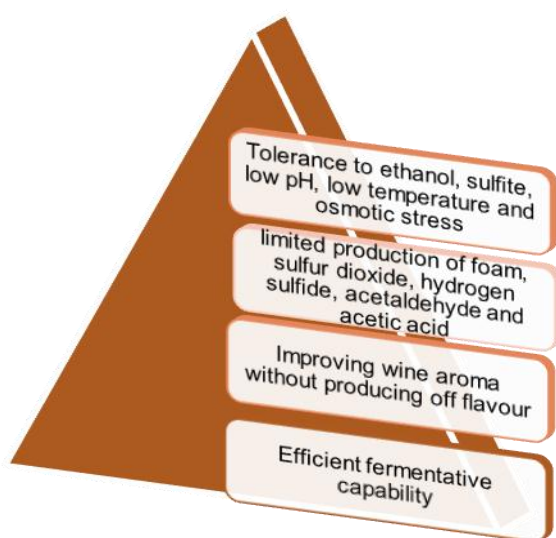 Tolerance to ethanol, sulfite,
low pH, low temperature and
osmotic stress
limited production of foam,
sulfur dioxide, hydrogen
sulfide, acetaldehyde and
acetic acid
Improving wine aroma
without producing off flavour
Efficient fermentative
capability